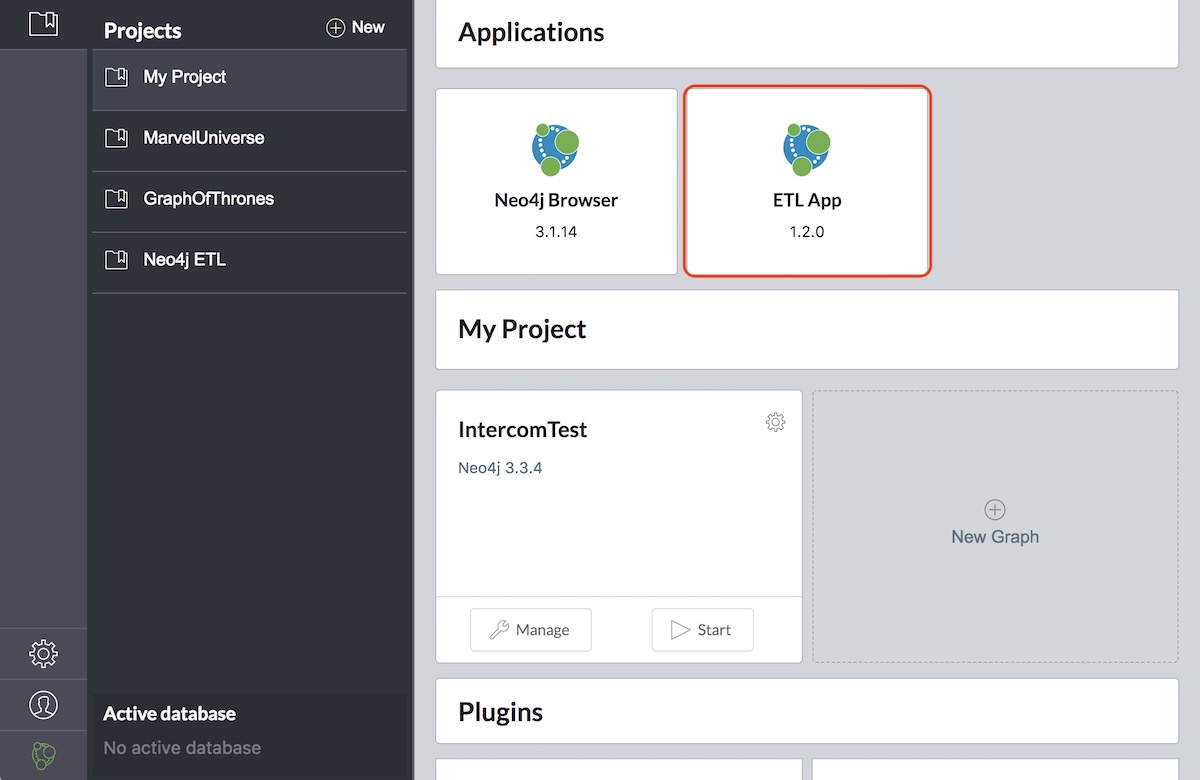 Projects
New
My Project
MarvelUniverse
GraphOfThrones
Neo4j ETL
Active database
No active database
Applications
Neo4j Browser
3.1.14
ETL App
1.2.0
My Project
IntercomTest
Neo4j 3.3.4
Manage
Start
New Graph
Plugins